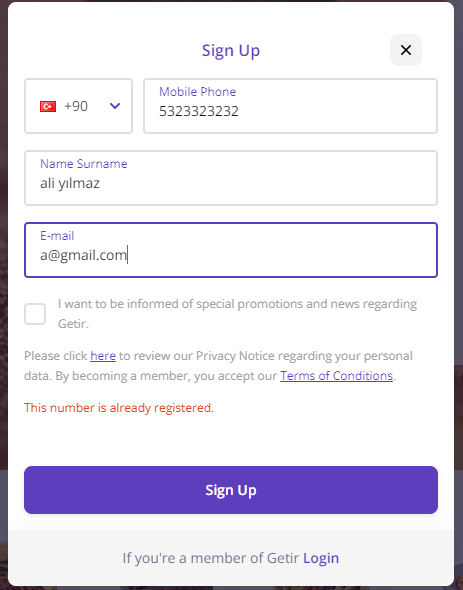 Sign Up
+90
Mobile Phone
5323323232
Name Surname
ali yılmaz
E-mail
a@gmail.com
I want to be informed of special promotions and news regarding
Getir.
Please click here to review our Privacy Notice regarding your personal
data. By becoming a member, you accept our Terms of Conditions.
This number is already registered.
Sign Up
If you're a member of Getir Login